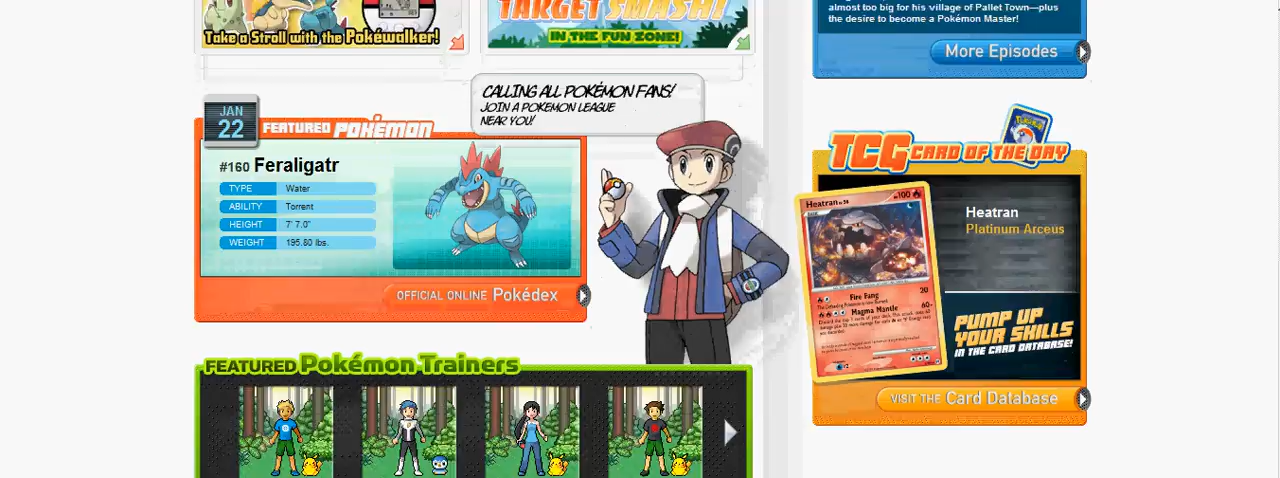 almost too big for his village of Pallet Town—plus
the desire to become a Pokémon Master!
Take a Stroll with the Pokéwalker!
TARGET SMASH!
IN THE FUN ZONE!
More Episodes
CALLING ALL POKÉMON FANS!
JOIN A POKEMON LEAGUE
NEAR YOU!
JAN
22
FEATURED POKÉMON
#160 Feraligatr
TYPE Water
ABILITY Torrent
HEIGHT 7' 7.0"
WEIGHT 195.80 lbs.
OFFICIAL ONLINE Pokédex
TCG CARD OF THE DAY
Heatran
100
Fire Fang 20
Magma Mantle 60+
Heatran
Platinum Arceus
PUMP UP
YOUR SKILLS
IN THE CARD DATABASE!
VISIT THE Card Database
FEATURED Pokémon Trainers